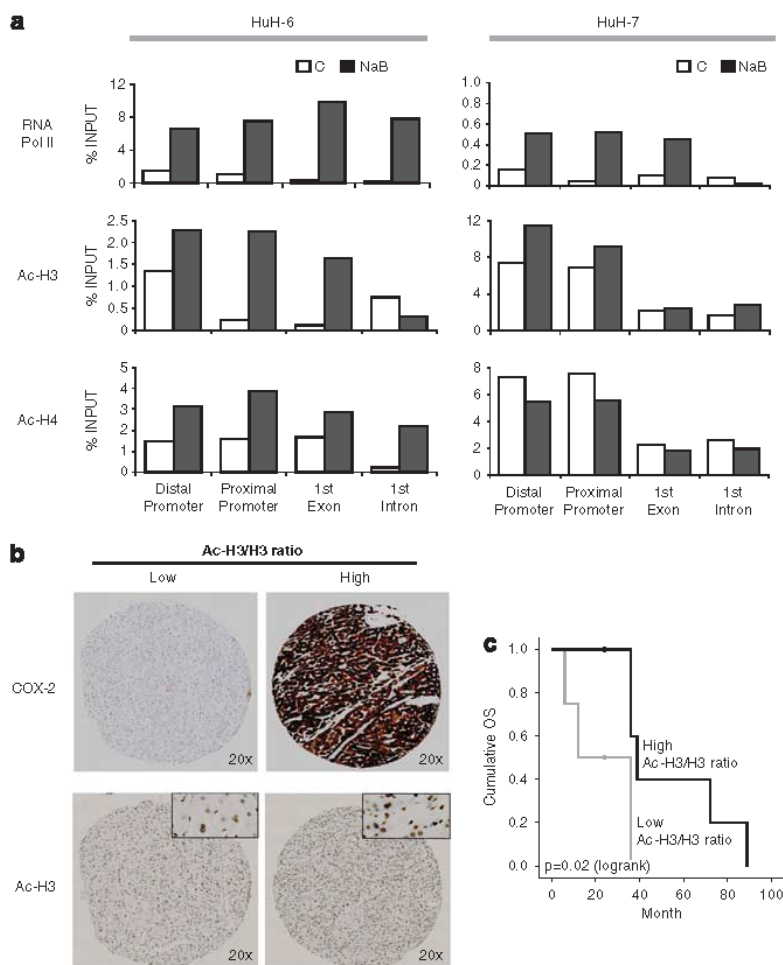 a
HuH-6
HuH-7
C NaB
C NaB
RNA
Pol II
% INPUT
12
8
4
0
% INPUT
1.0
0.8
0.6
0.4
0.2
0
Ac-H3
% INPUT
2.5
2.0
1.5
1.0
0.5
0
% INPUT
12
8
4
0
Ac-H4
% INPUT
5
4
3
2
1
0
% INPUT
8
6
4
2
0
Distal
Promoter
Proximal
Promoter
1st
Exon
1st
Intron
Distal
Promoter
Proximal
Promoter
1st
Exon
1st
Intron
b
Ac-H3/H3 ratio
Low
High
COX-2
20x
20x
Ac-H3
20x
20x
c
Cumulative OS
1.0
0.8
0.6
0.4
0.2
0.0
High
Ac-H3/H3 ratio
Low
Ac-H3/H3 ratio
p=0.02 (logrank)
0 20 40 60 80 100
Month